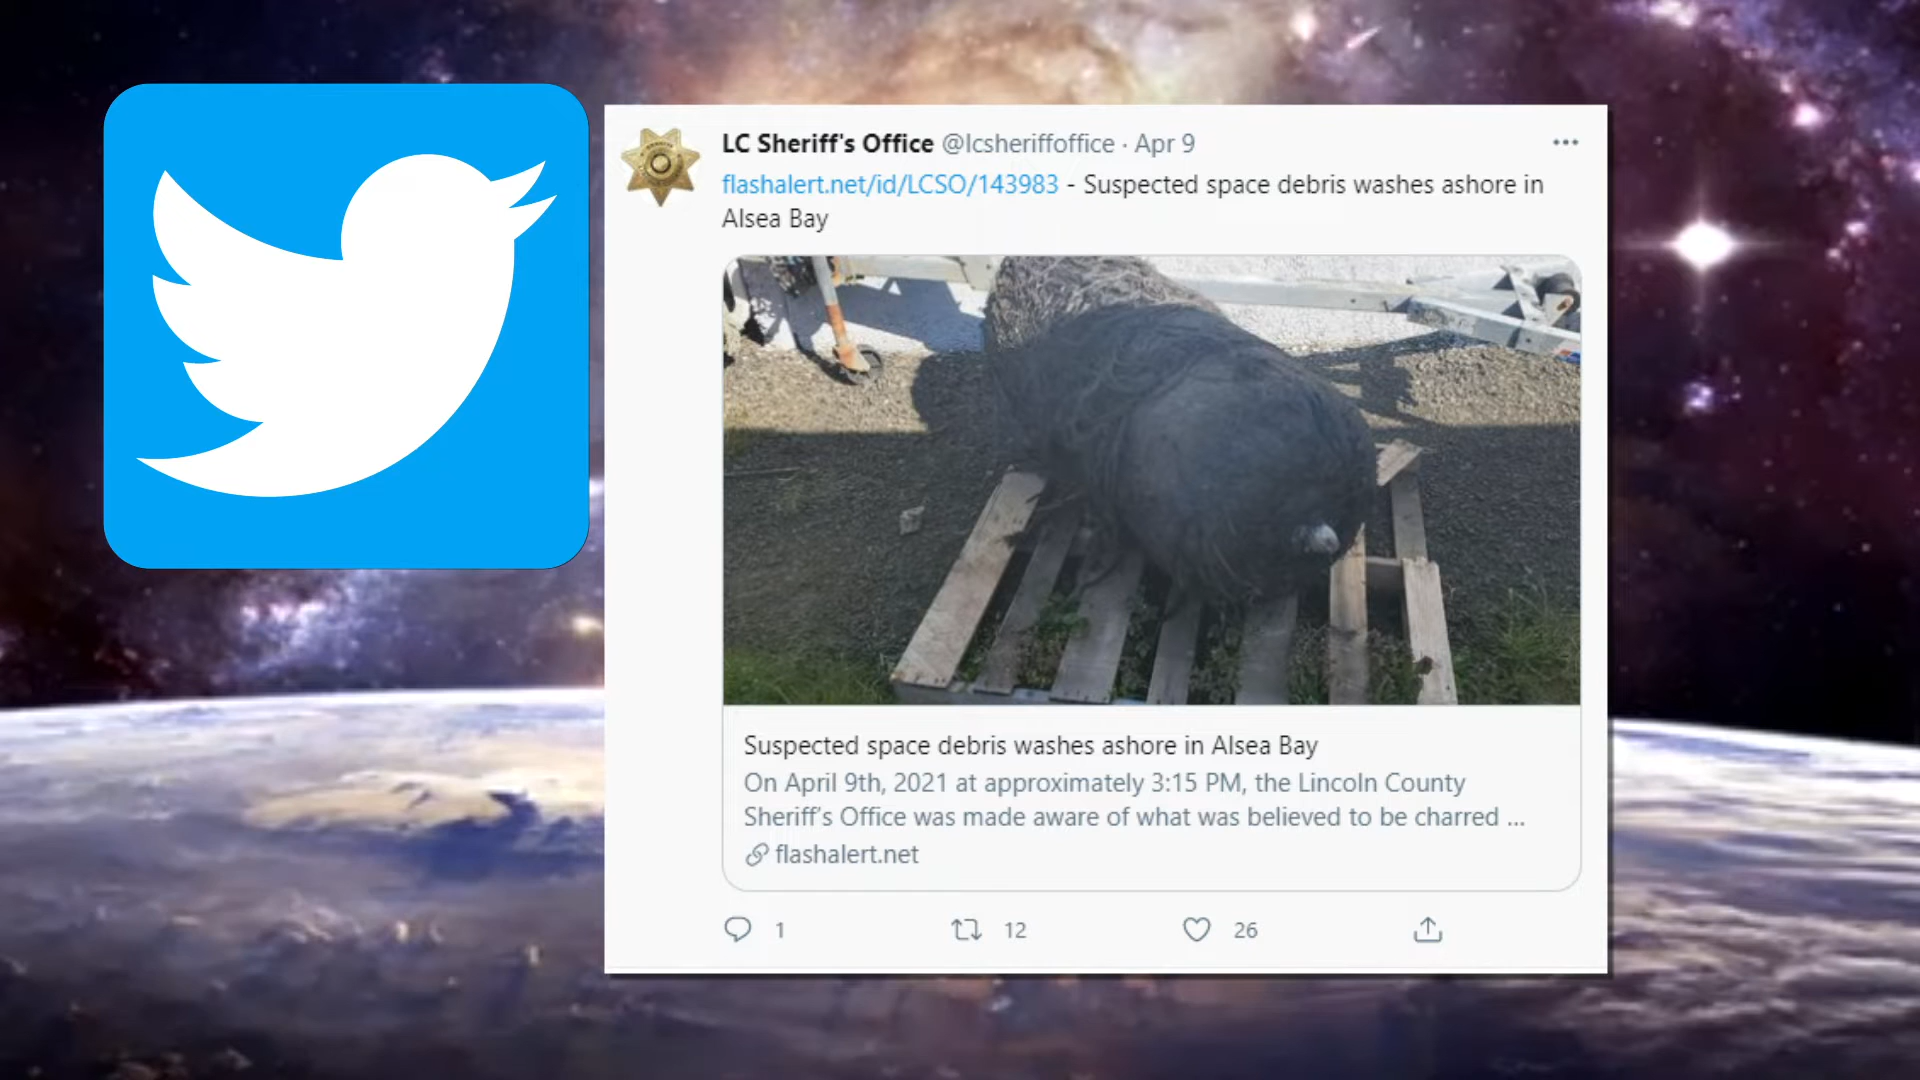 LC Sheriff's Office @lcsheriffoffice · Apr 9
flashalert.net/id/LCSO/143983 - Suspected space debris washes ashore in
Alsea Bay
Suspected space debris washes ashore in Alsea Bay
On April 9th, 2021 at approximately 3:15 PM, the Lincoln County
Sheriff's Office was made aware of what was believed to be charred ...
flashalert.net
1 12 26